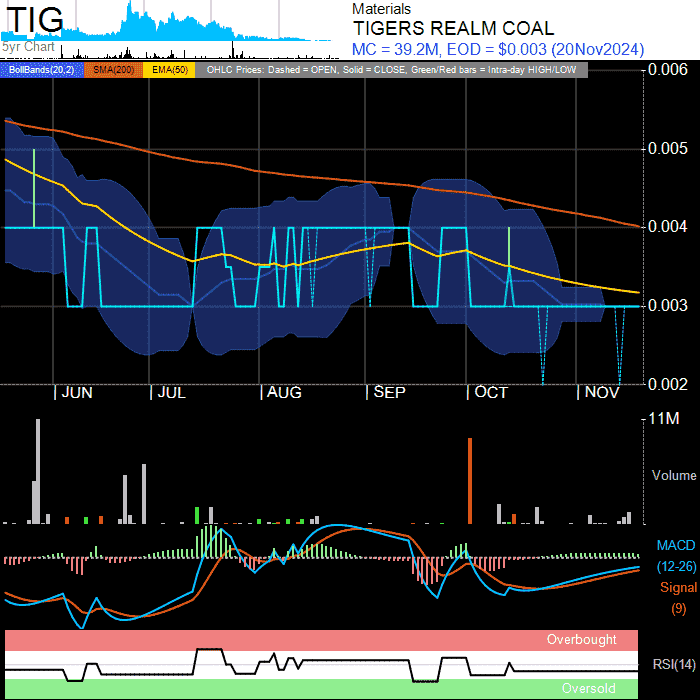 TIG
5yr Chart
Materials
TIGERS REALM COAL
MC = 39.2M, EOD = $0.003 (20Nov2024)
BollBands(20,2) SMA(200) EMA(50) OHLC Prices: Dashed = OPEN, Solid = CLOSE, Green/Red bars = Intra-day HIGH/LOW
0.006
0.005
0.004
0.003
0.002
JUN JUL AUG SEP OCT NOV
11M
Volume
MACD
(12-26)
Signal
(9)
Overbought
RSI(14)
Oversold